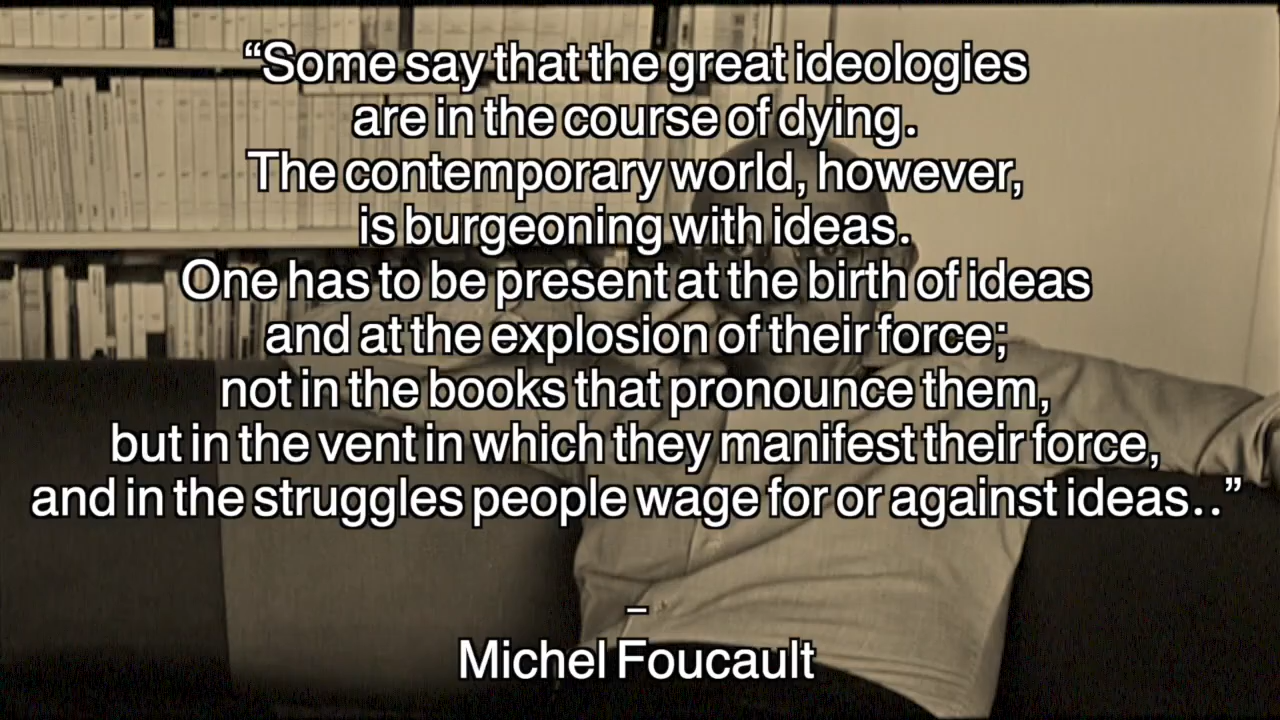 “Some say that the great ideologies
are in the course of dying.
The contemporary world, however,
is burgeoning with ideas.
One has to be present at the birth of ideas
and at the explosion of their force;
not in the books that pronounce them,
but in the vent in which they manifest their force,
and in the struggles people wage for or against ideas..”
–
Michel Foucault